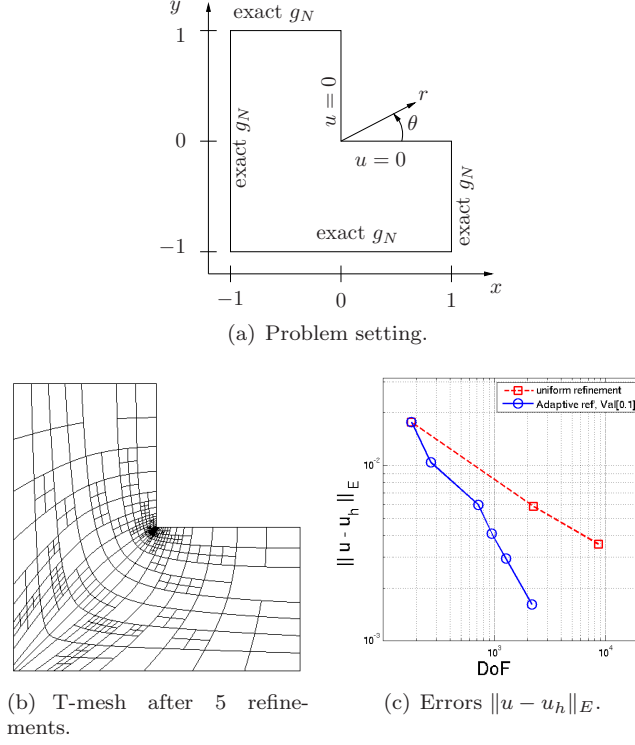 y
exact g_N
1
u = 0
r
θ
exact g_N
0
u = 0
exact g_N
exact g_N
−1
−1
0
1
x
(a) Problem setting.
uniform refinement
Adaptive ref, Val[0.1]
10^-2
|| u - u_h ||_E
10^-3
10^3
10^4
DoF
(b) T-mesh after 5 refine-
ments.
(c) Errors ∥u − u_h∥_E.